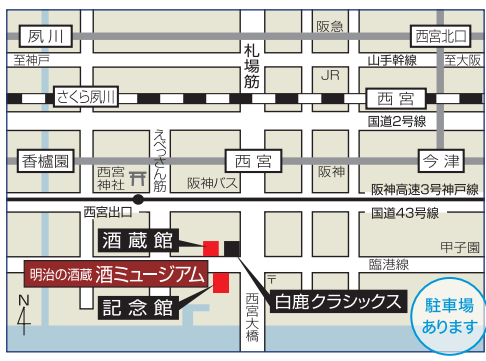 阪急
夙川
西宮北口
至神戸
札場筋
山手幹線
至大阪
JR
さくら夙川
西宮
国道2号線
えべっさん筋
香櫨園
西宮
今津
西宮神社
阪神バス
阪神
阪神高速3号神戸線
西宮出口
国道43号線
酒蔵館
甲子園
臨港線
明治の酒蔵 酒ミュージアム
〒
白鹿クラシックス
記念館
西宮大橋
N
4
駐車場
あります